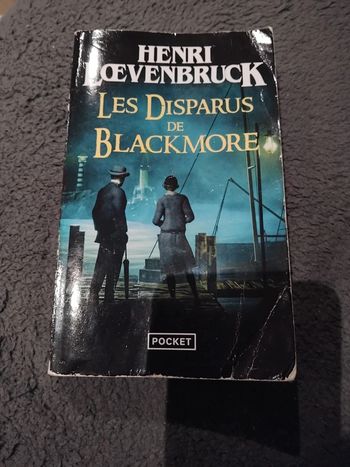 HENRI
LŒVENBRUCK
LES DISPARUS
DE
BLACKMORE
POCKET